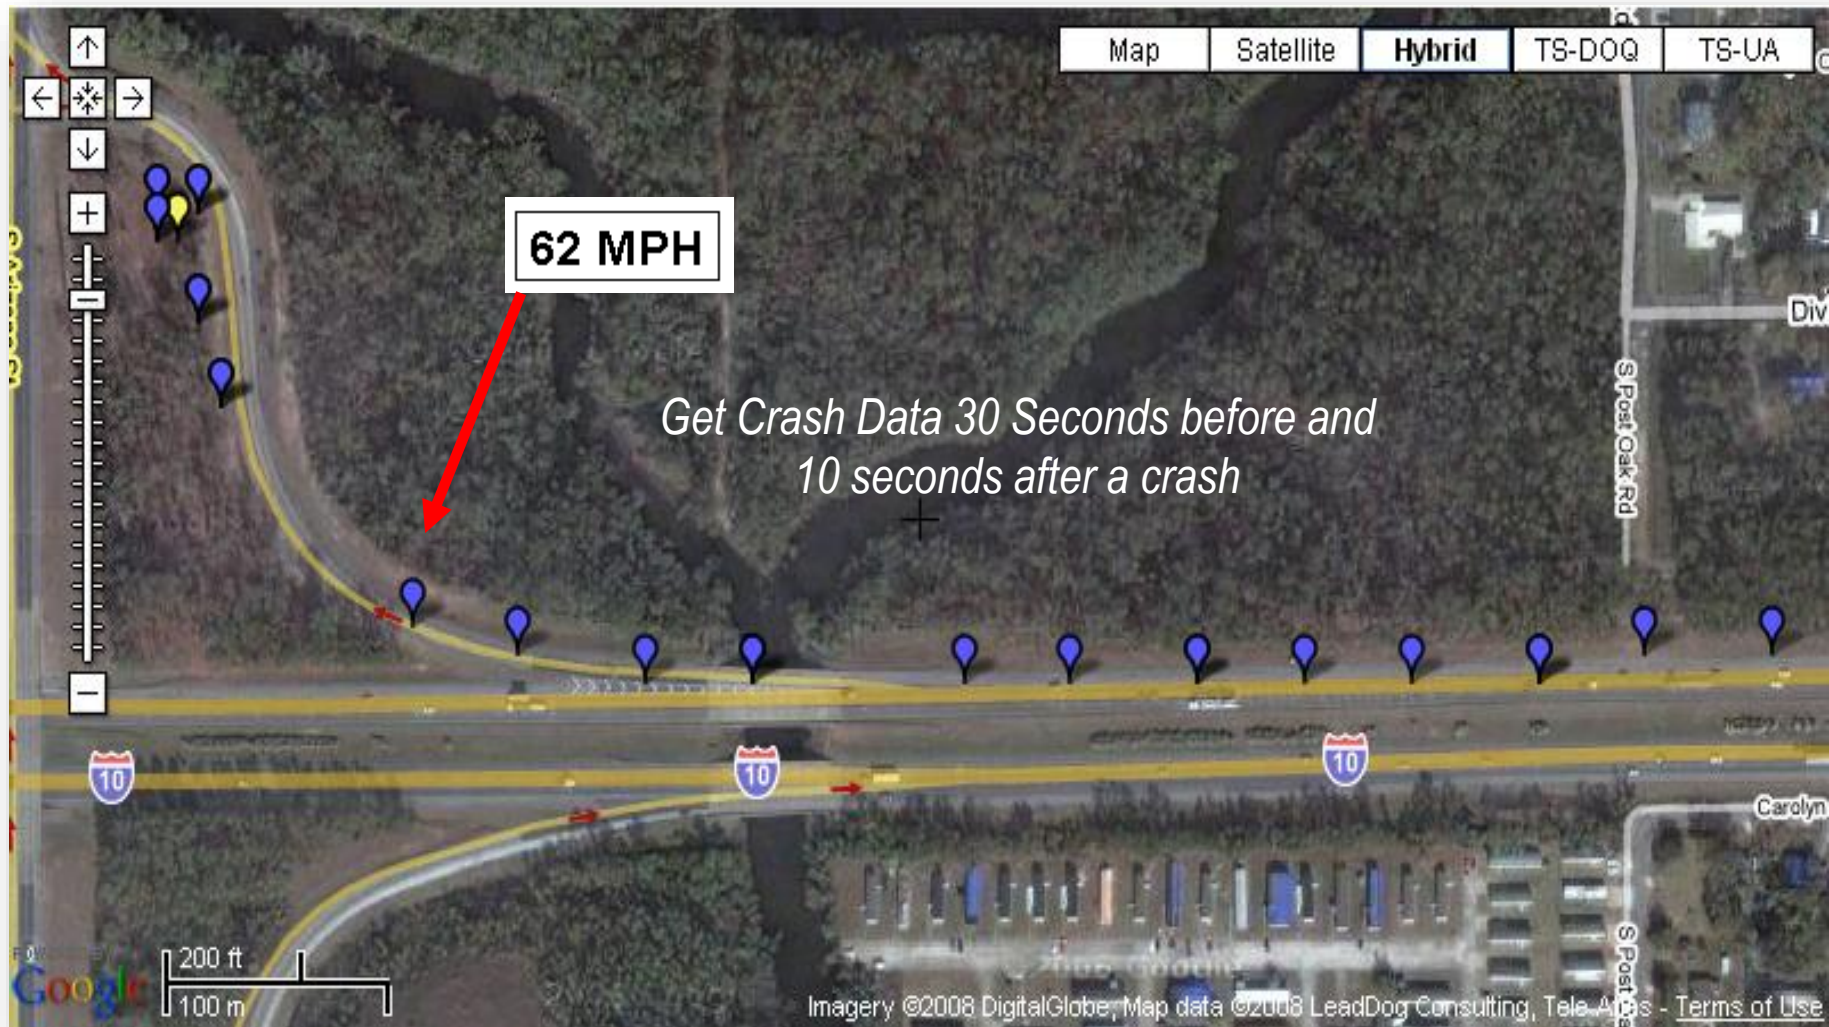 Map
Satellite
Hybrid
TS-DOQ
TS-UA
62 MPH
Div
S Post Oak Rd
Get Crash Data 30 Seconds before and
10 seconds after a crash
10
10
10
Carolyn
S Post
200 ft
100 m
Google
Imagery ©2008 DigitalGlobe, Map data ©2008 LeadDog Consulting, Tele Atlas - Terms of Use